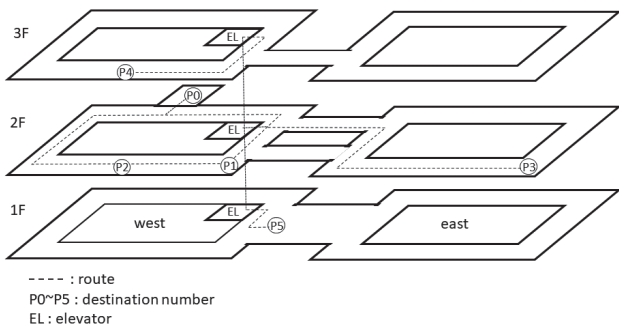 3F
EL
P4
P0
2F
EL
P2
P1
P3
1F
EL
west
P5
east
---- : route
P0~P5 : destination number
EL : elevator